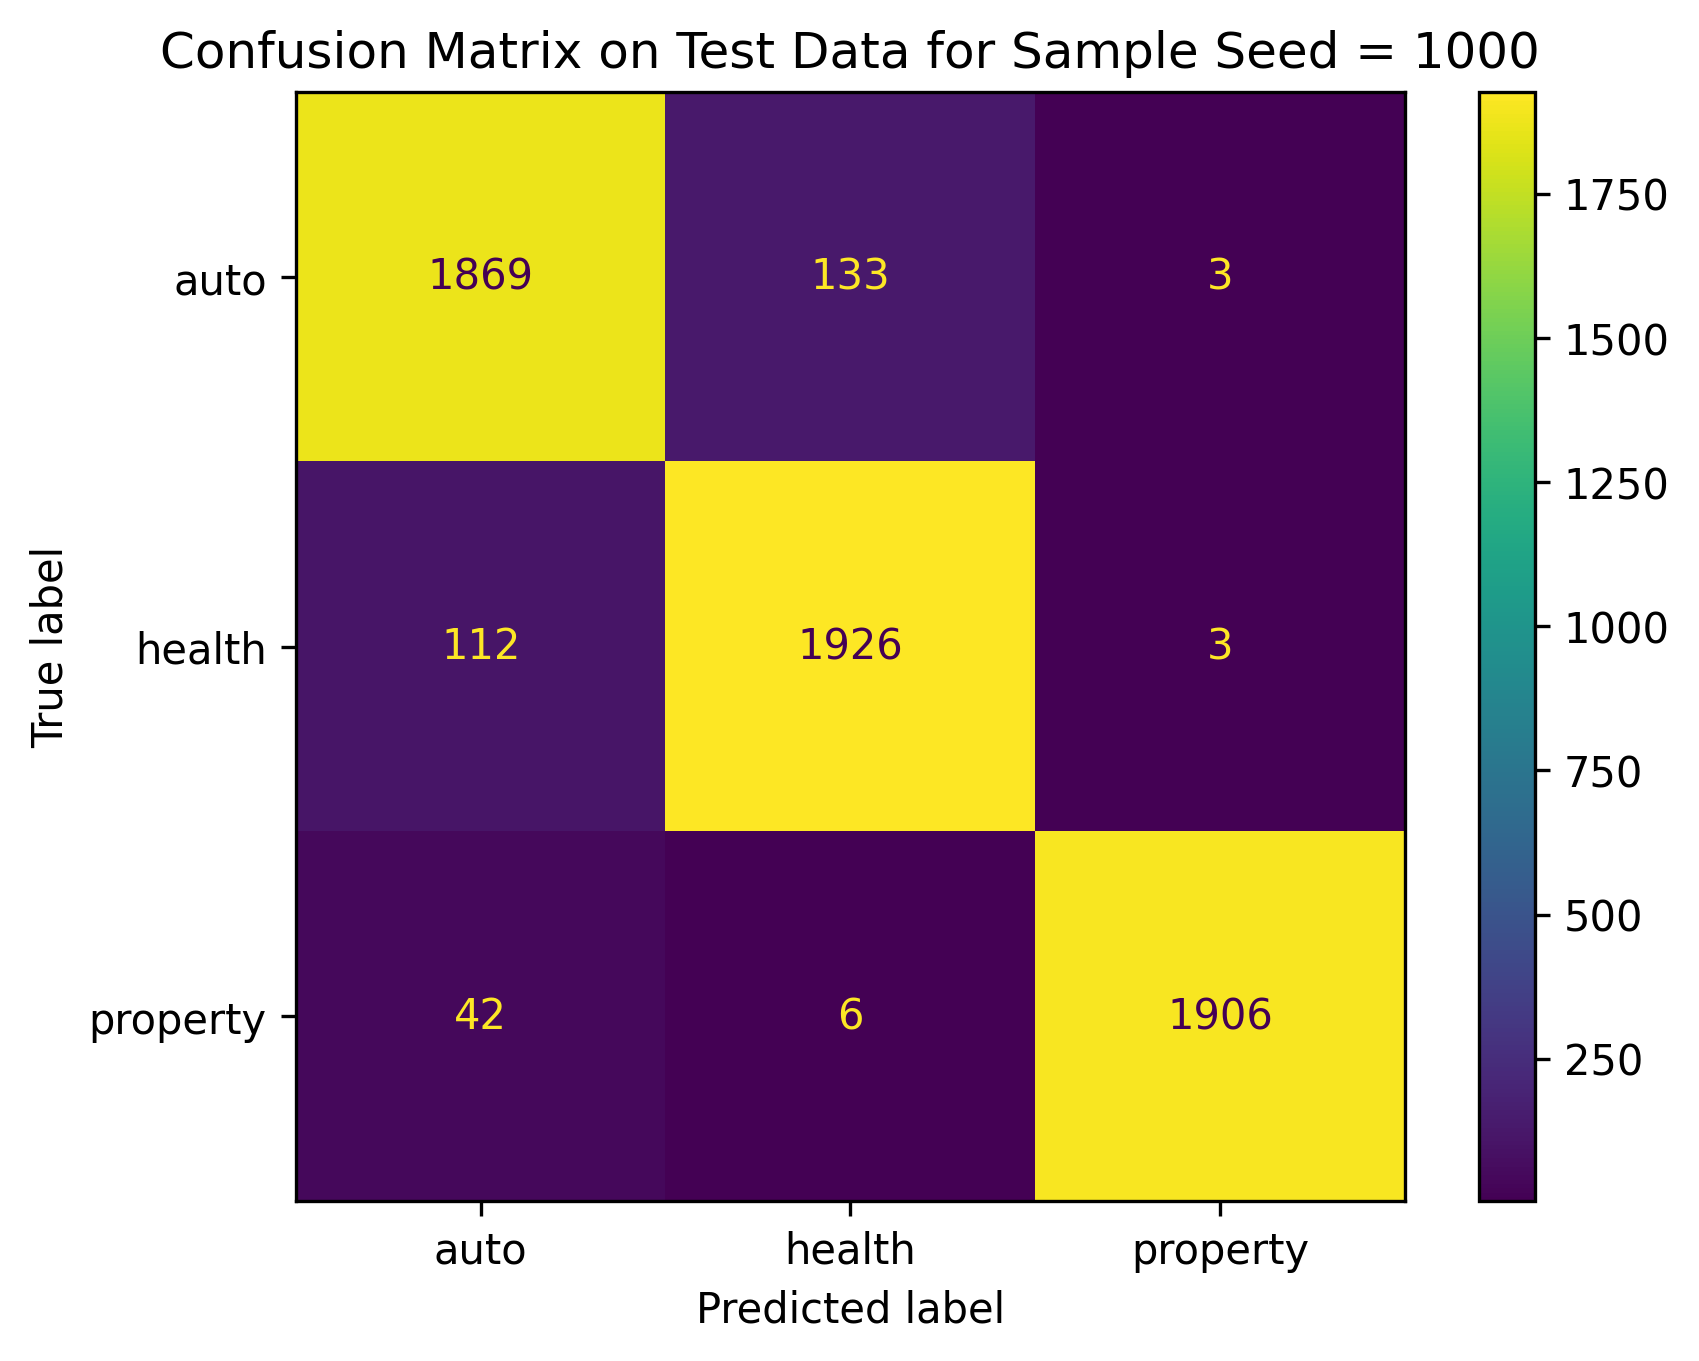 Confusion Matrix on Test Data for Sample Seed = 1000
True label
auto
1869
133
3
health
112
1926
3
property
42
6
1906
auto
health
property
Predicted label
1750
1500
1250
1000
750
500
250